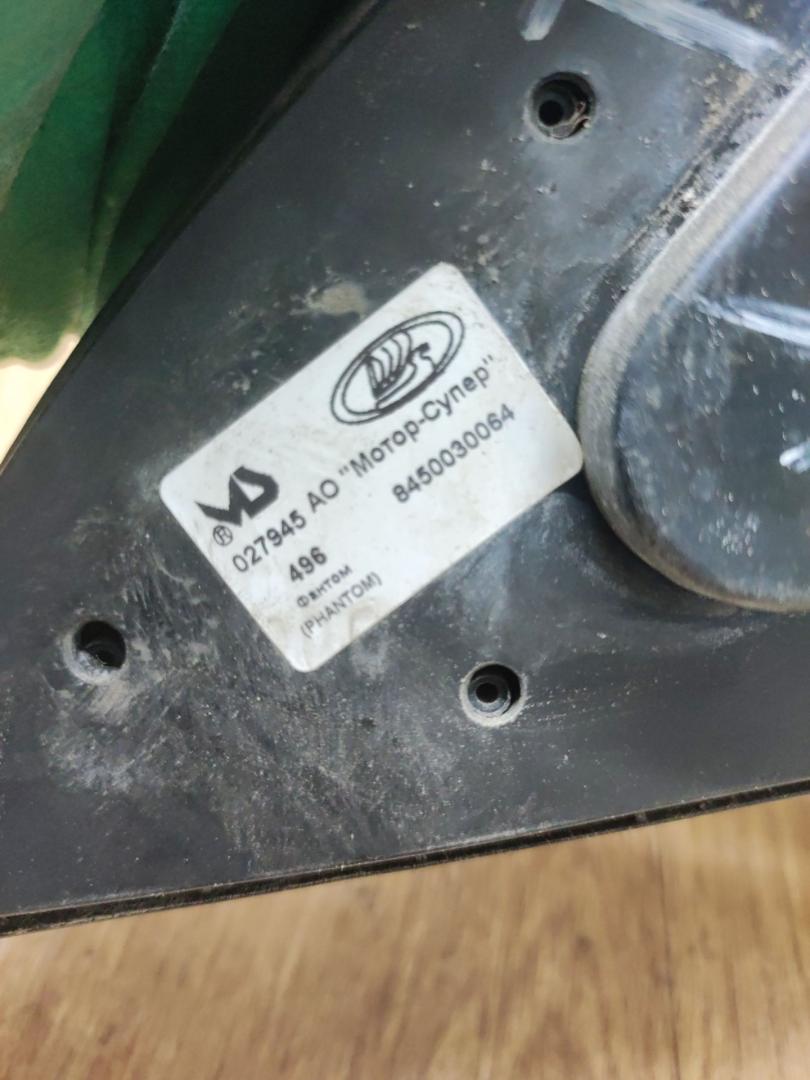 ®
027945 АО "Мотор-Супер"
496 8450030064
Фантом
(PHANTOM)